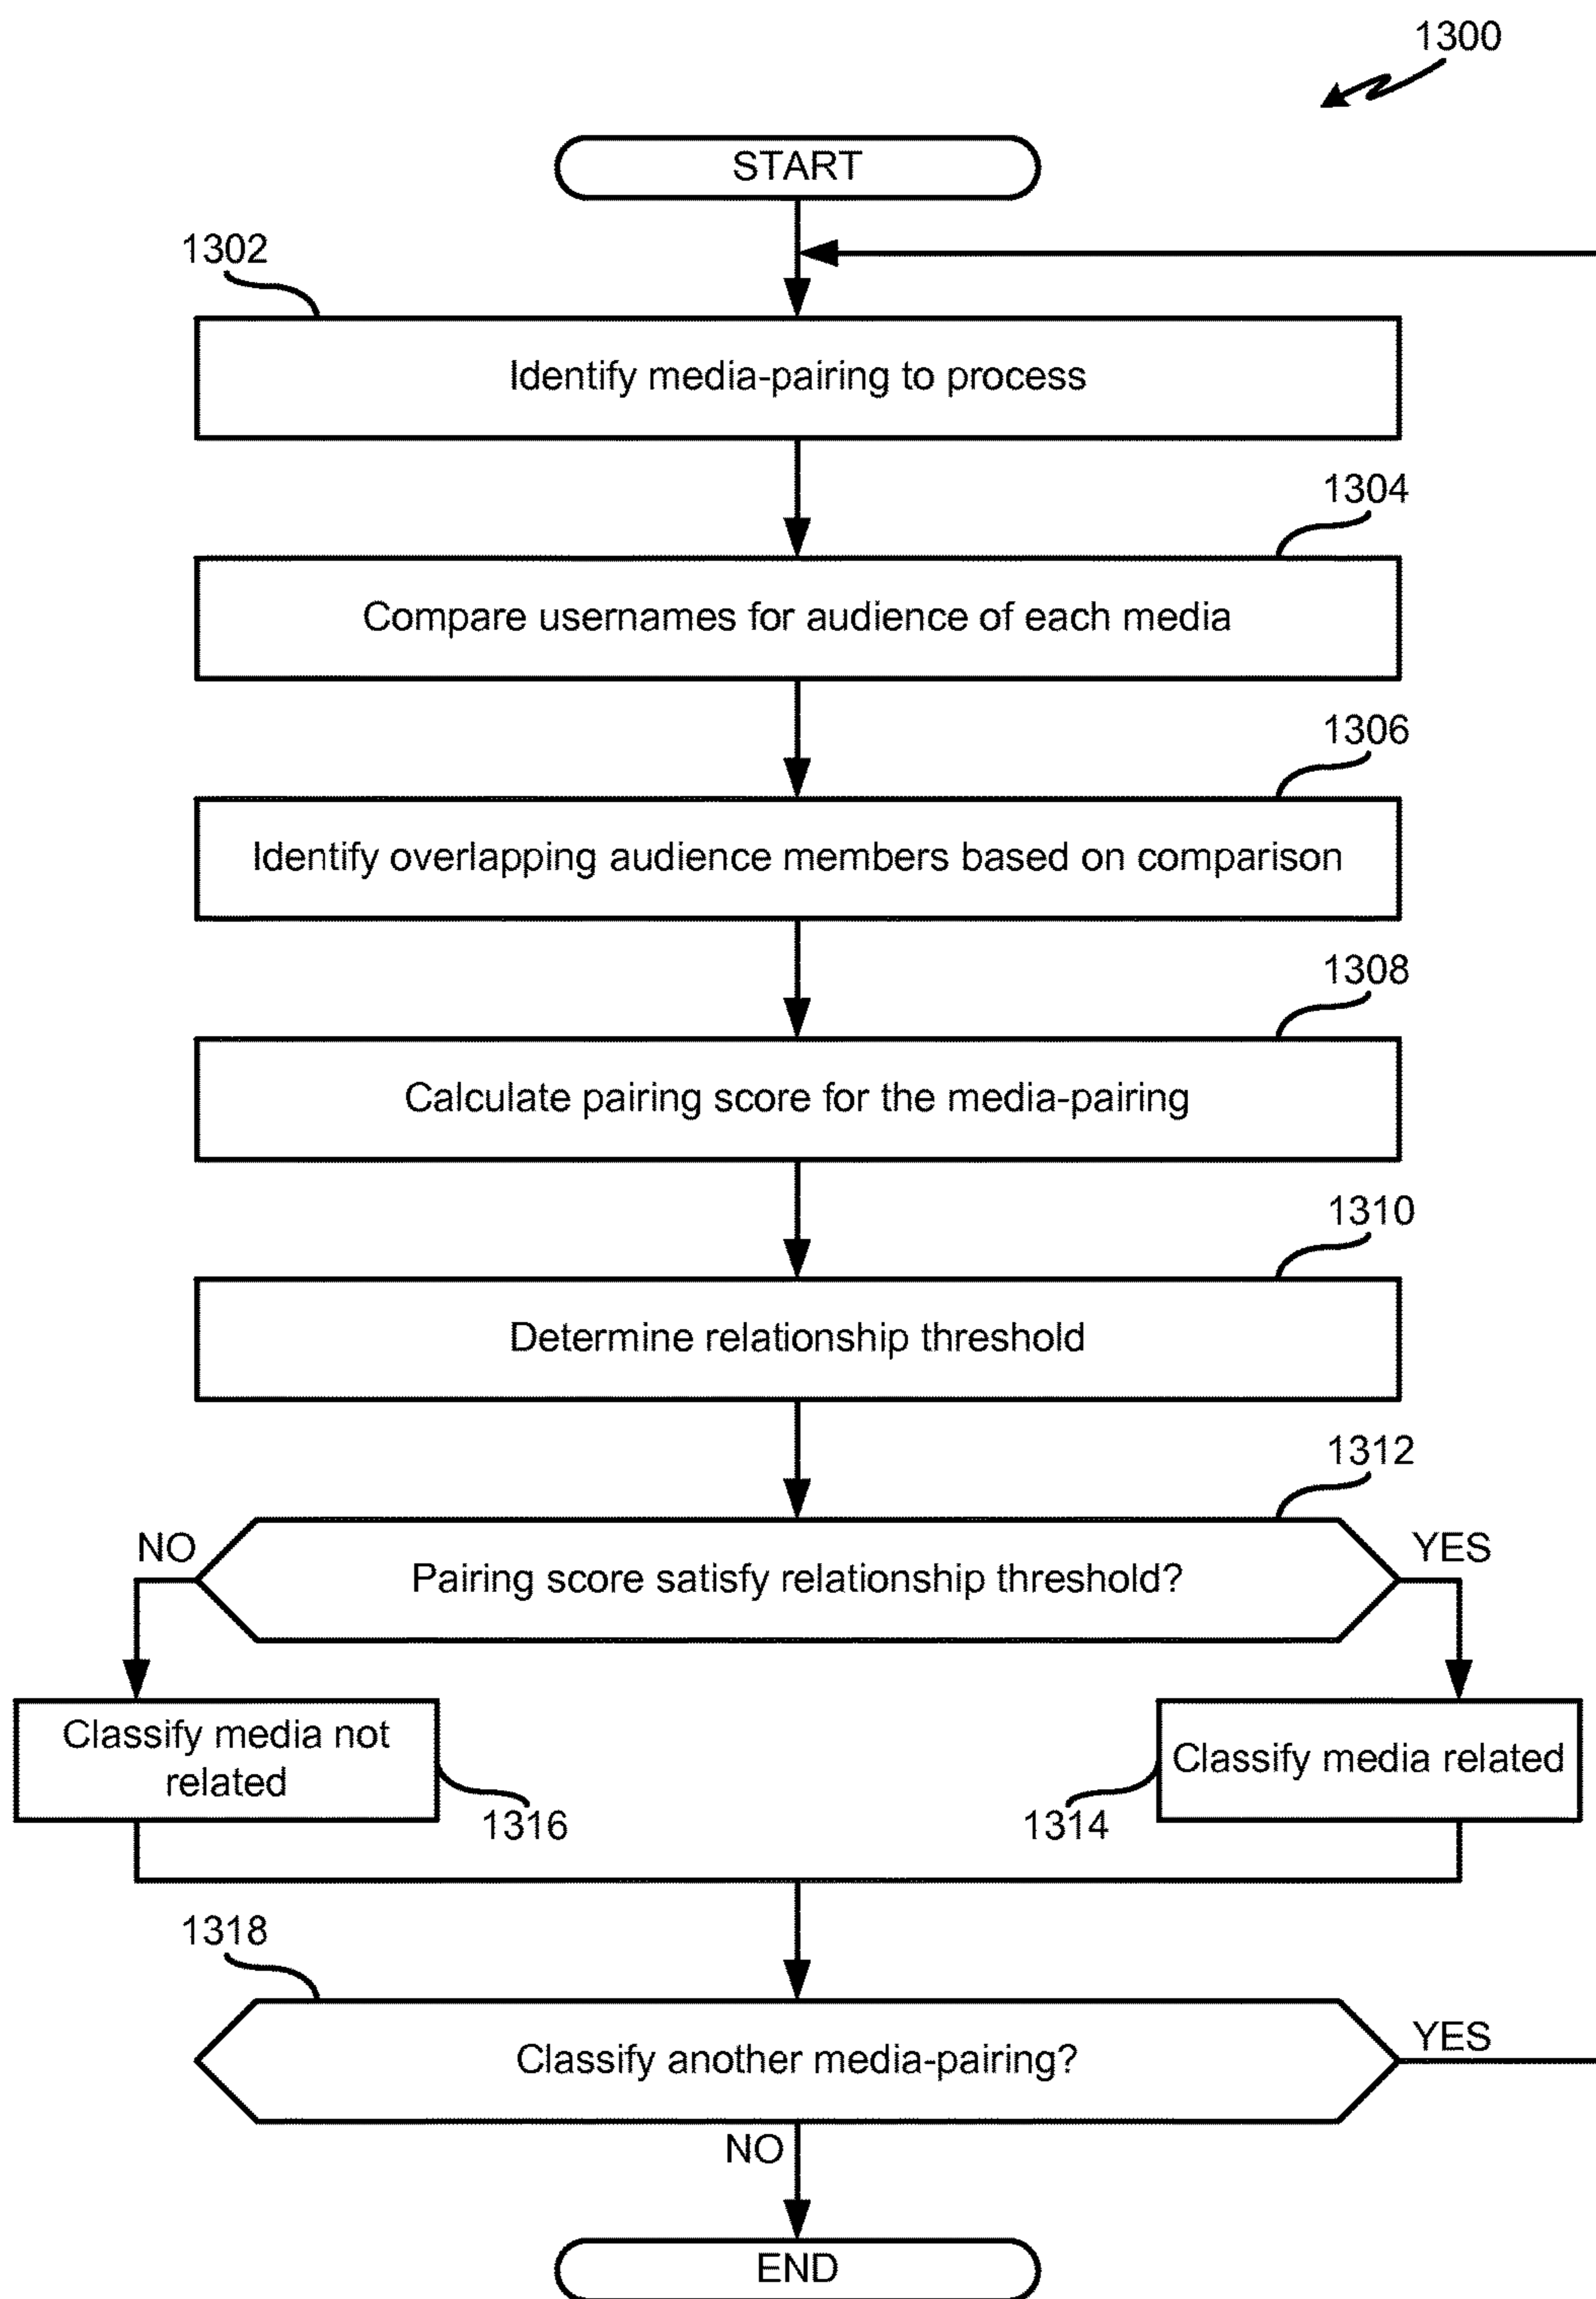 1300
START
1302
Identify media-pairing to process
1304
Compare usernames for audience of each media
1306
Identify overlapping audience members based on comparison
1308
Calculate pairing score for the media-pairing
1310
Determine relationship threshold
1312
NO
YES
Pairing score satisfy relationship threshold?
Classify media not
related
1316
Classify media related
1314
1318
Classify another media-pairing?
YES
NO
END